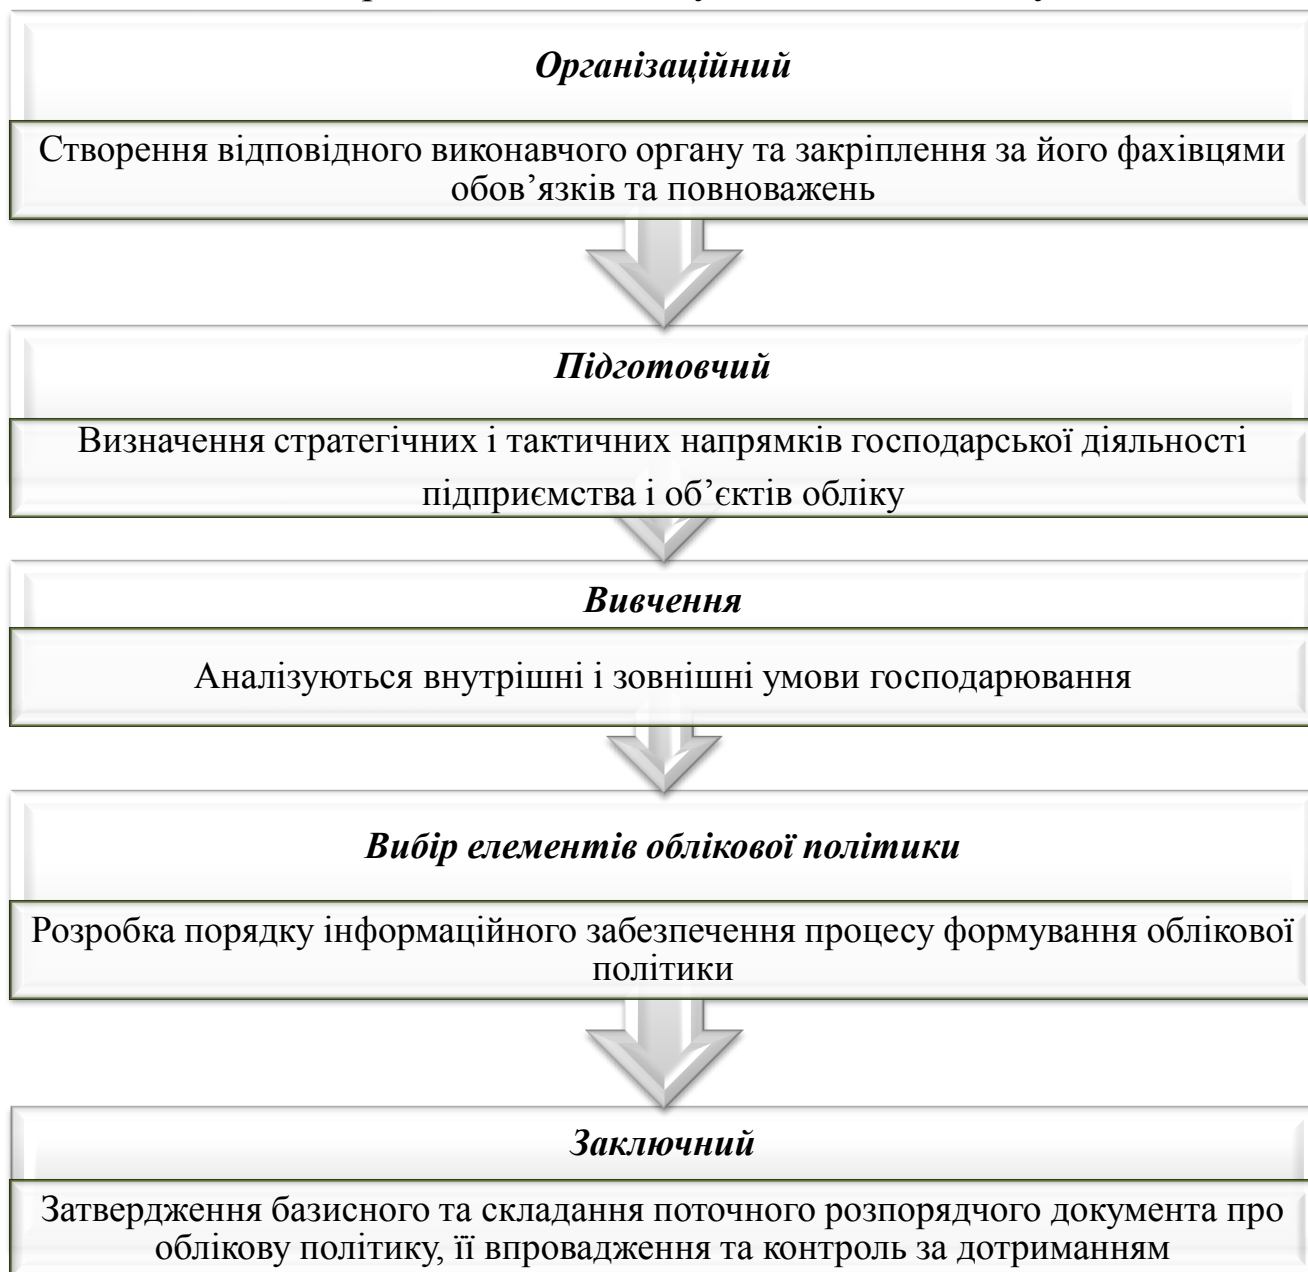 Організаційний
Створення відповідного виконавчого органу та закріплення за його фахівцями
обов’язків та повноважень
Підготовчий
Визначення стратегічних і тактичних напрямків господарської діяльності
підприємства і об’єктів обліку
Вивчення
Аналізуються внутрішні і зовнішні умови господарювання
Вибір елементів облікової політики
Розробка порядку інформаційного забезпечення процесу формування облікової
політики
Заключний
Затвердження базисного та складання поточного розпорядчого документа про
облікову політику, її впровадження та контроль за дотриманням